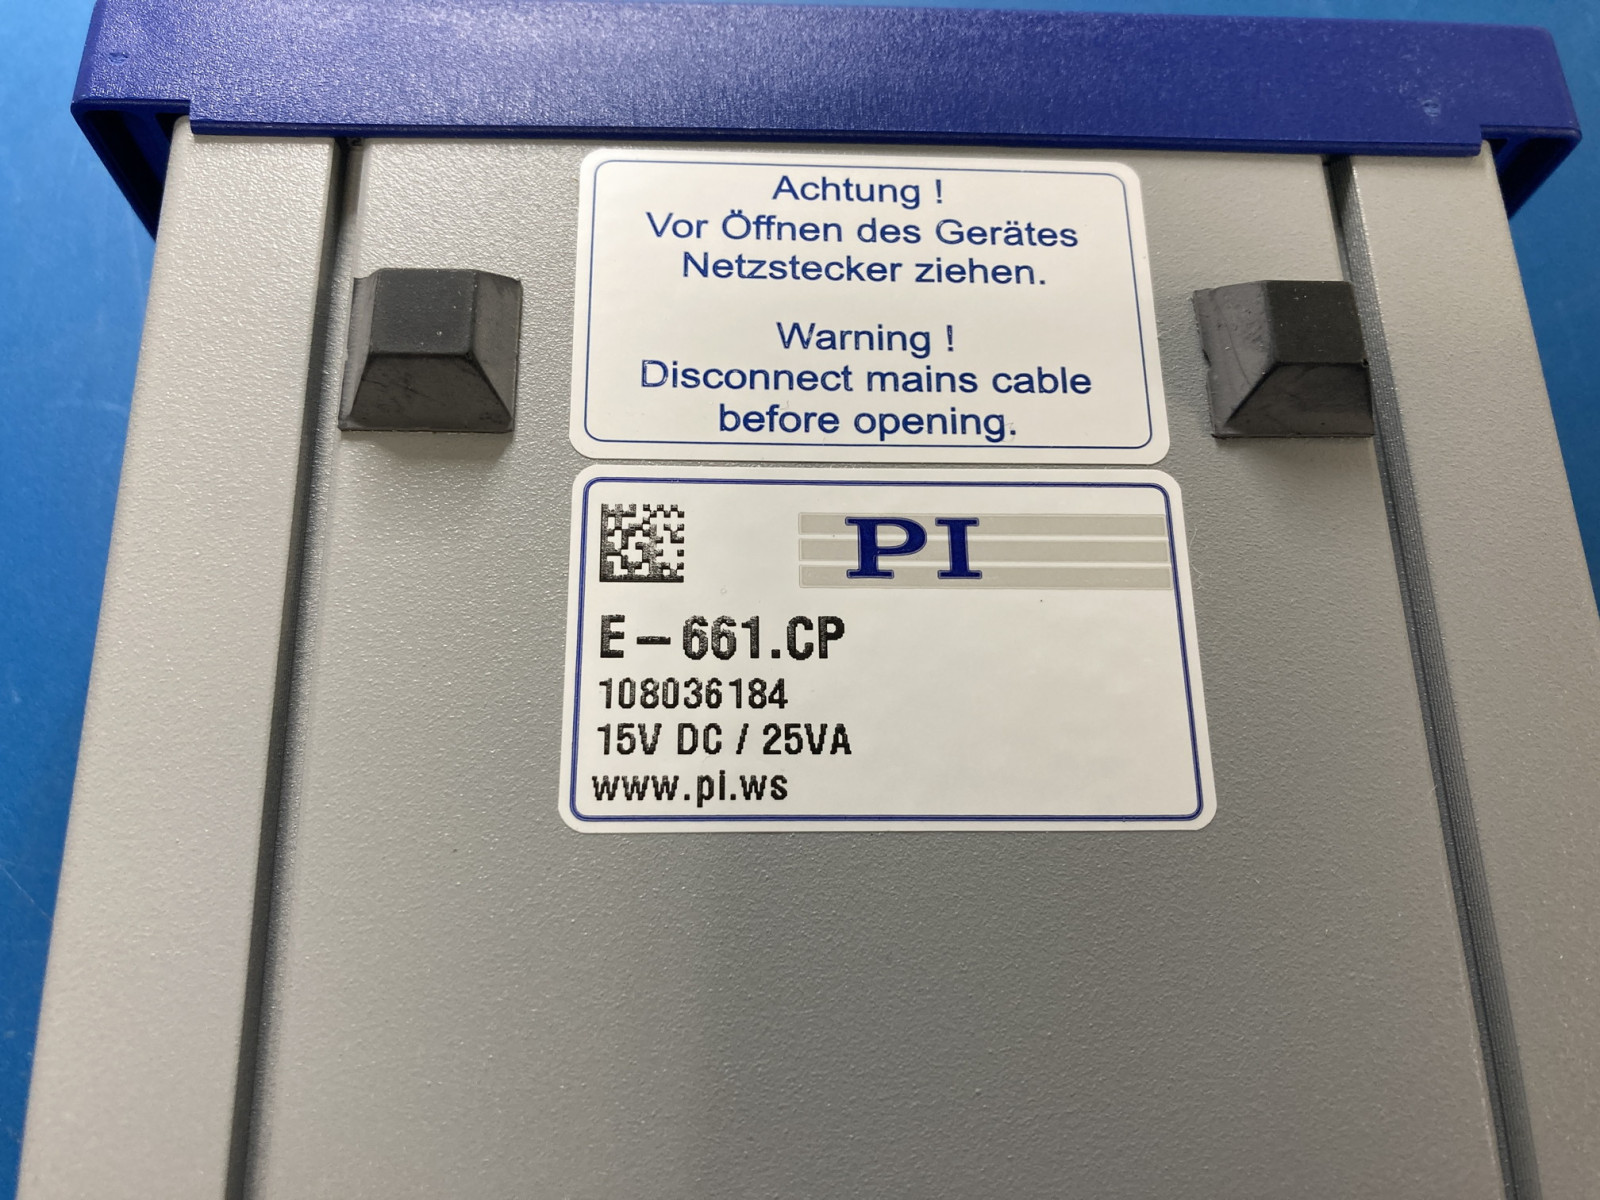 Achtung !
Vor Öffnen des Gerätes
Netzstecker ziehen.
Warning !
Disconnect mains cable
before opening.
PI
E-661.CP
108036184
15V DC / 25VA
www.pi.ws